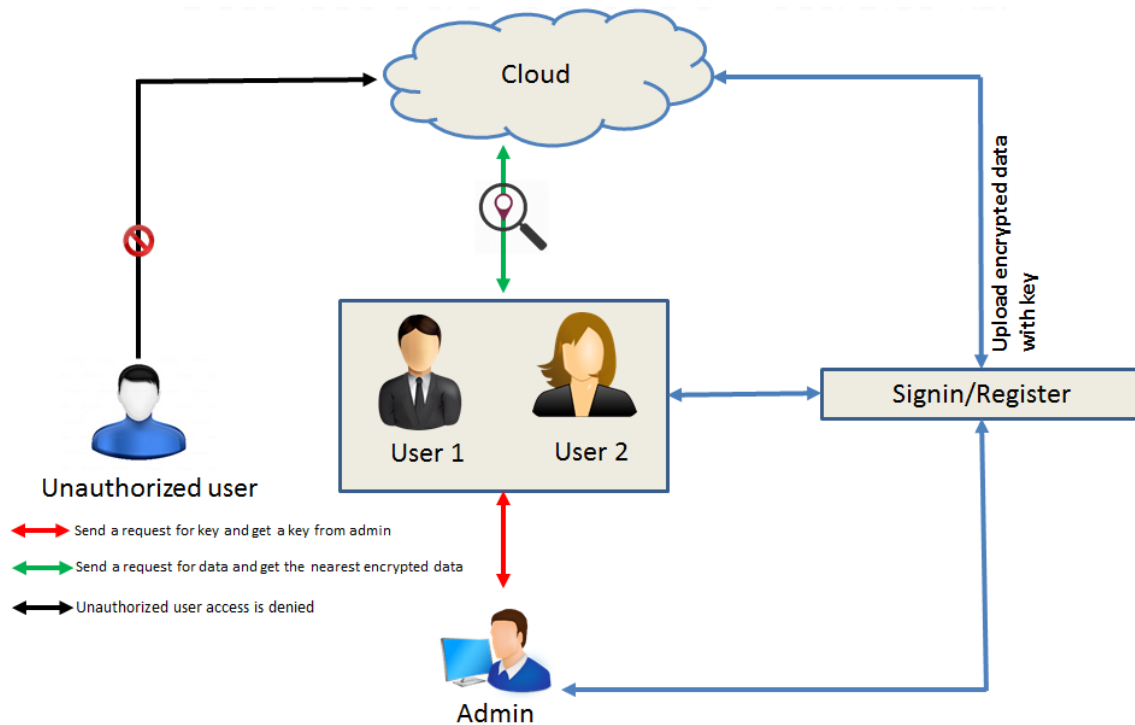 Cloud
Upload encrypted data
with key
User 1
User 2
Signin/Register
Unauthorized user
Send a request for key and get a key from admin
Send a request for data and get the nearest encrypted data
Unauthorized user access is denied
Admin